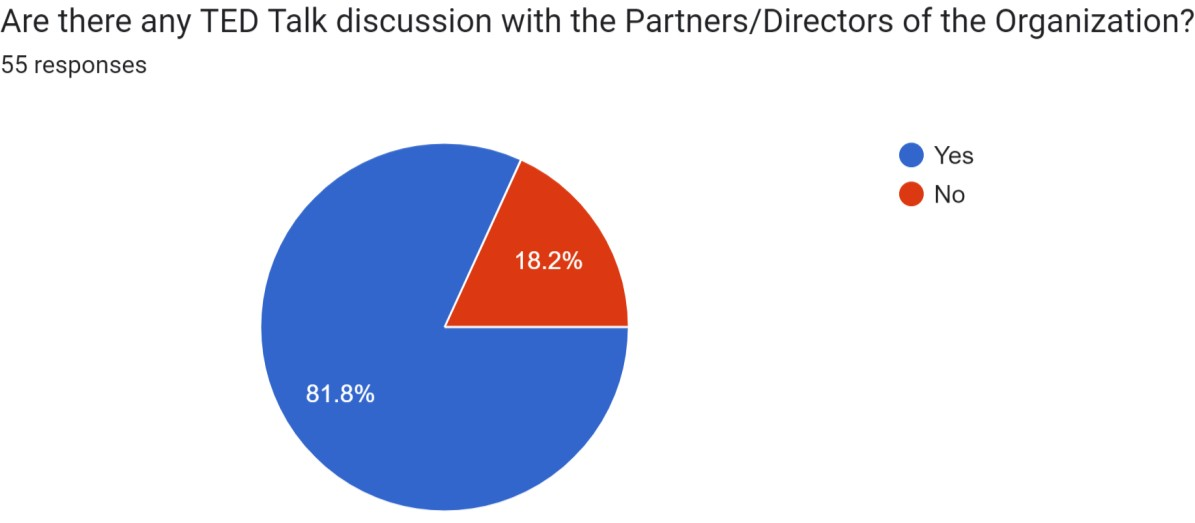 Are there any TED Talk discussion with the Partners/Directors of the Organization?
55 responses
Yes
No
18.2%
81.8%